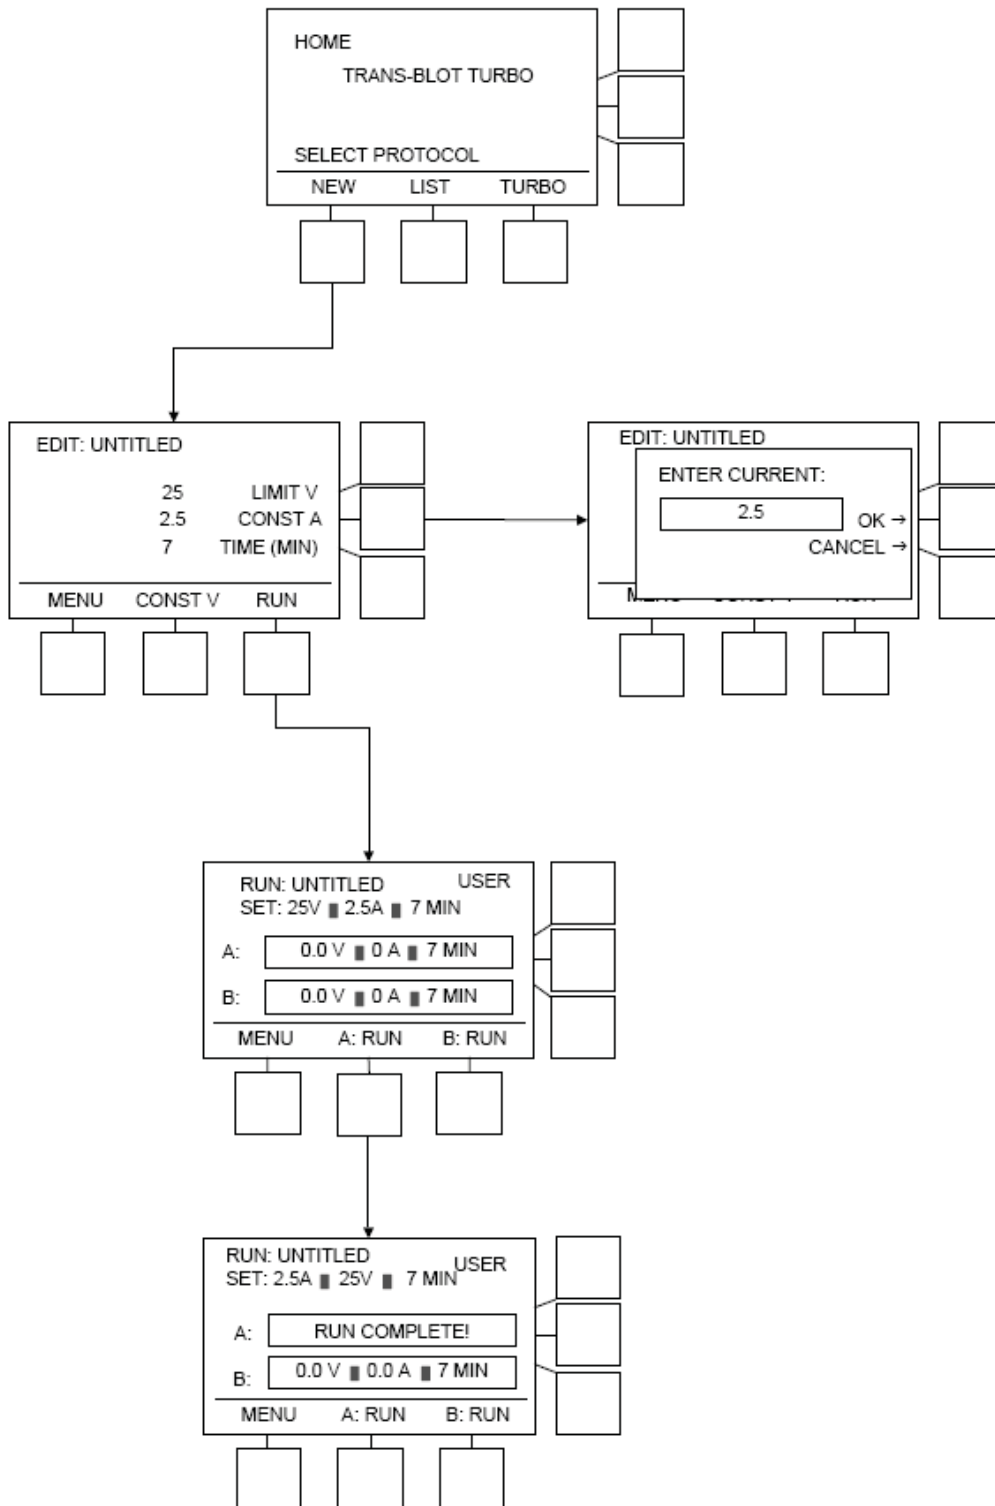 HOME
TRANS-BLOT TURBO
SELECT PROTOCOL
NEW LIST TURBO
EDIT: UNTITLED
25 LIMIT V
2.5 CONST A
7 TIME (MIN)
MENU CONST V RUN
EDIT: UNTITLED
ENTER CURRENT:
2.5
OK →
CANCEL →
RUN: UNTITLED USER
SET: 25V ▮ 2.5A ▮ 7 MIN
A: 0.0 V ▮ 0 A ▮ 7 MIN
B: 0.0 V ▮ 0 A ▮ 7 MIN
MENU A: RUN B: RUN
RUN: UNTITLED USER
SET: 2.5A ▮ 25V ▮ 7 MIN
A: RUN COMPLETE!
B: 0.0 V ▮ 0.0 A ▮ 7 MIN
MENU A: RUN B: RUN